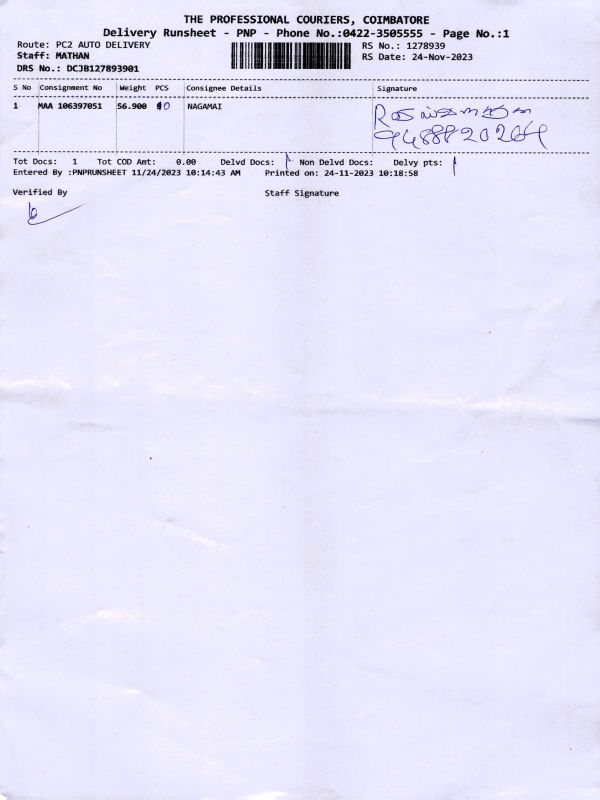 THE PROFESSIONAL COURIERS, COIMBATORE
Delivery Runsheet - PNP - Phone No.:0422-3505555 - Page No.:1
Route: PC2 AUTO DELIVERY RS No.: 1278939
Staff: MATHAN RS Date: 24-Nov-2023
DRS No.: DCJB127893901
S No Consignment No Weight PCS Consignee Details Signature
1 MAA 106397051 56.900 NAGAMAI
9488820264
Tot Docs: 1 Tot COD Amt: 0.00 Delvd Docs: Non Delvd Docs: Delvy pts:
Entered By :PNPRUNSHEET 11/24/2023 10:14:43 AM Printed on: 24-11-2023 10:18:58
Verified By Staff Signature